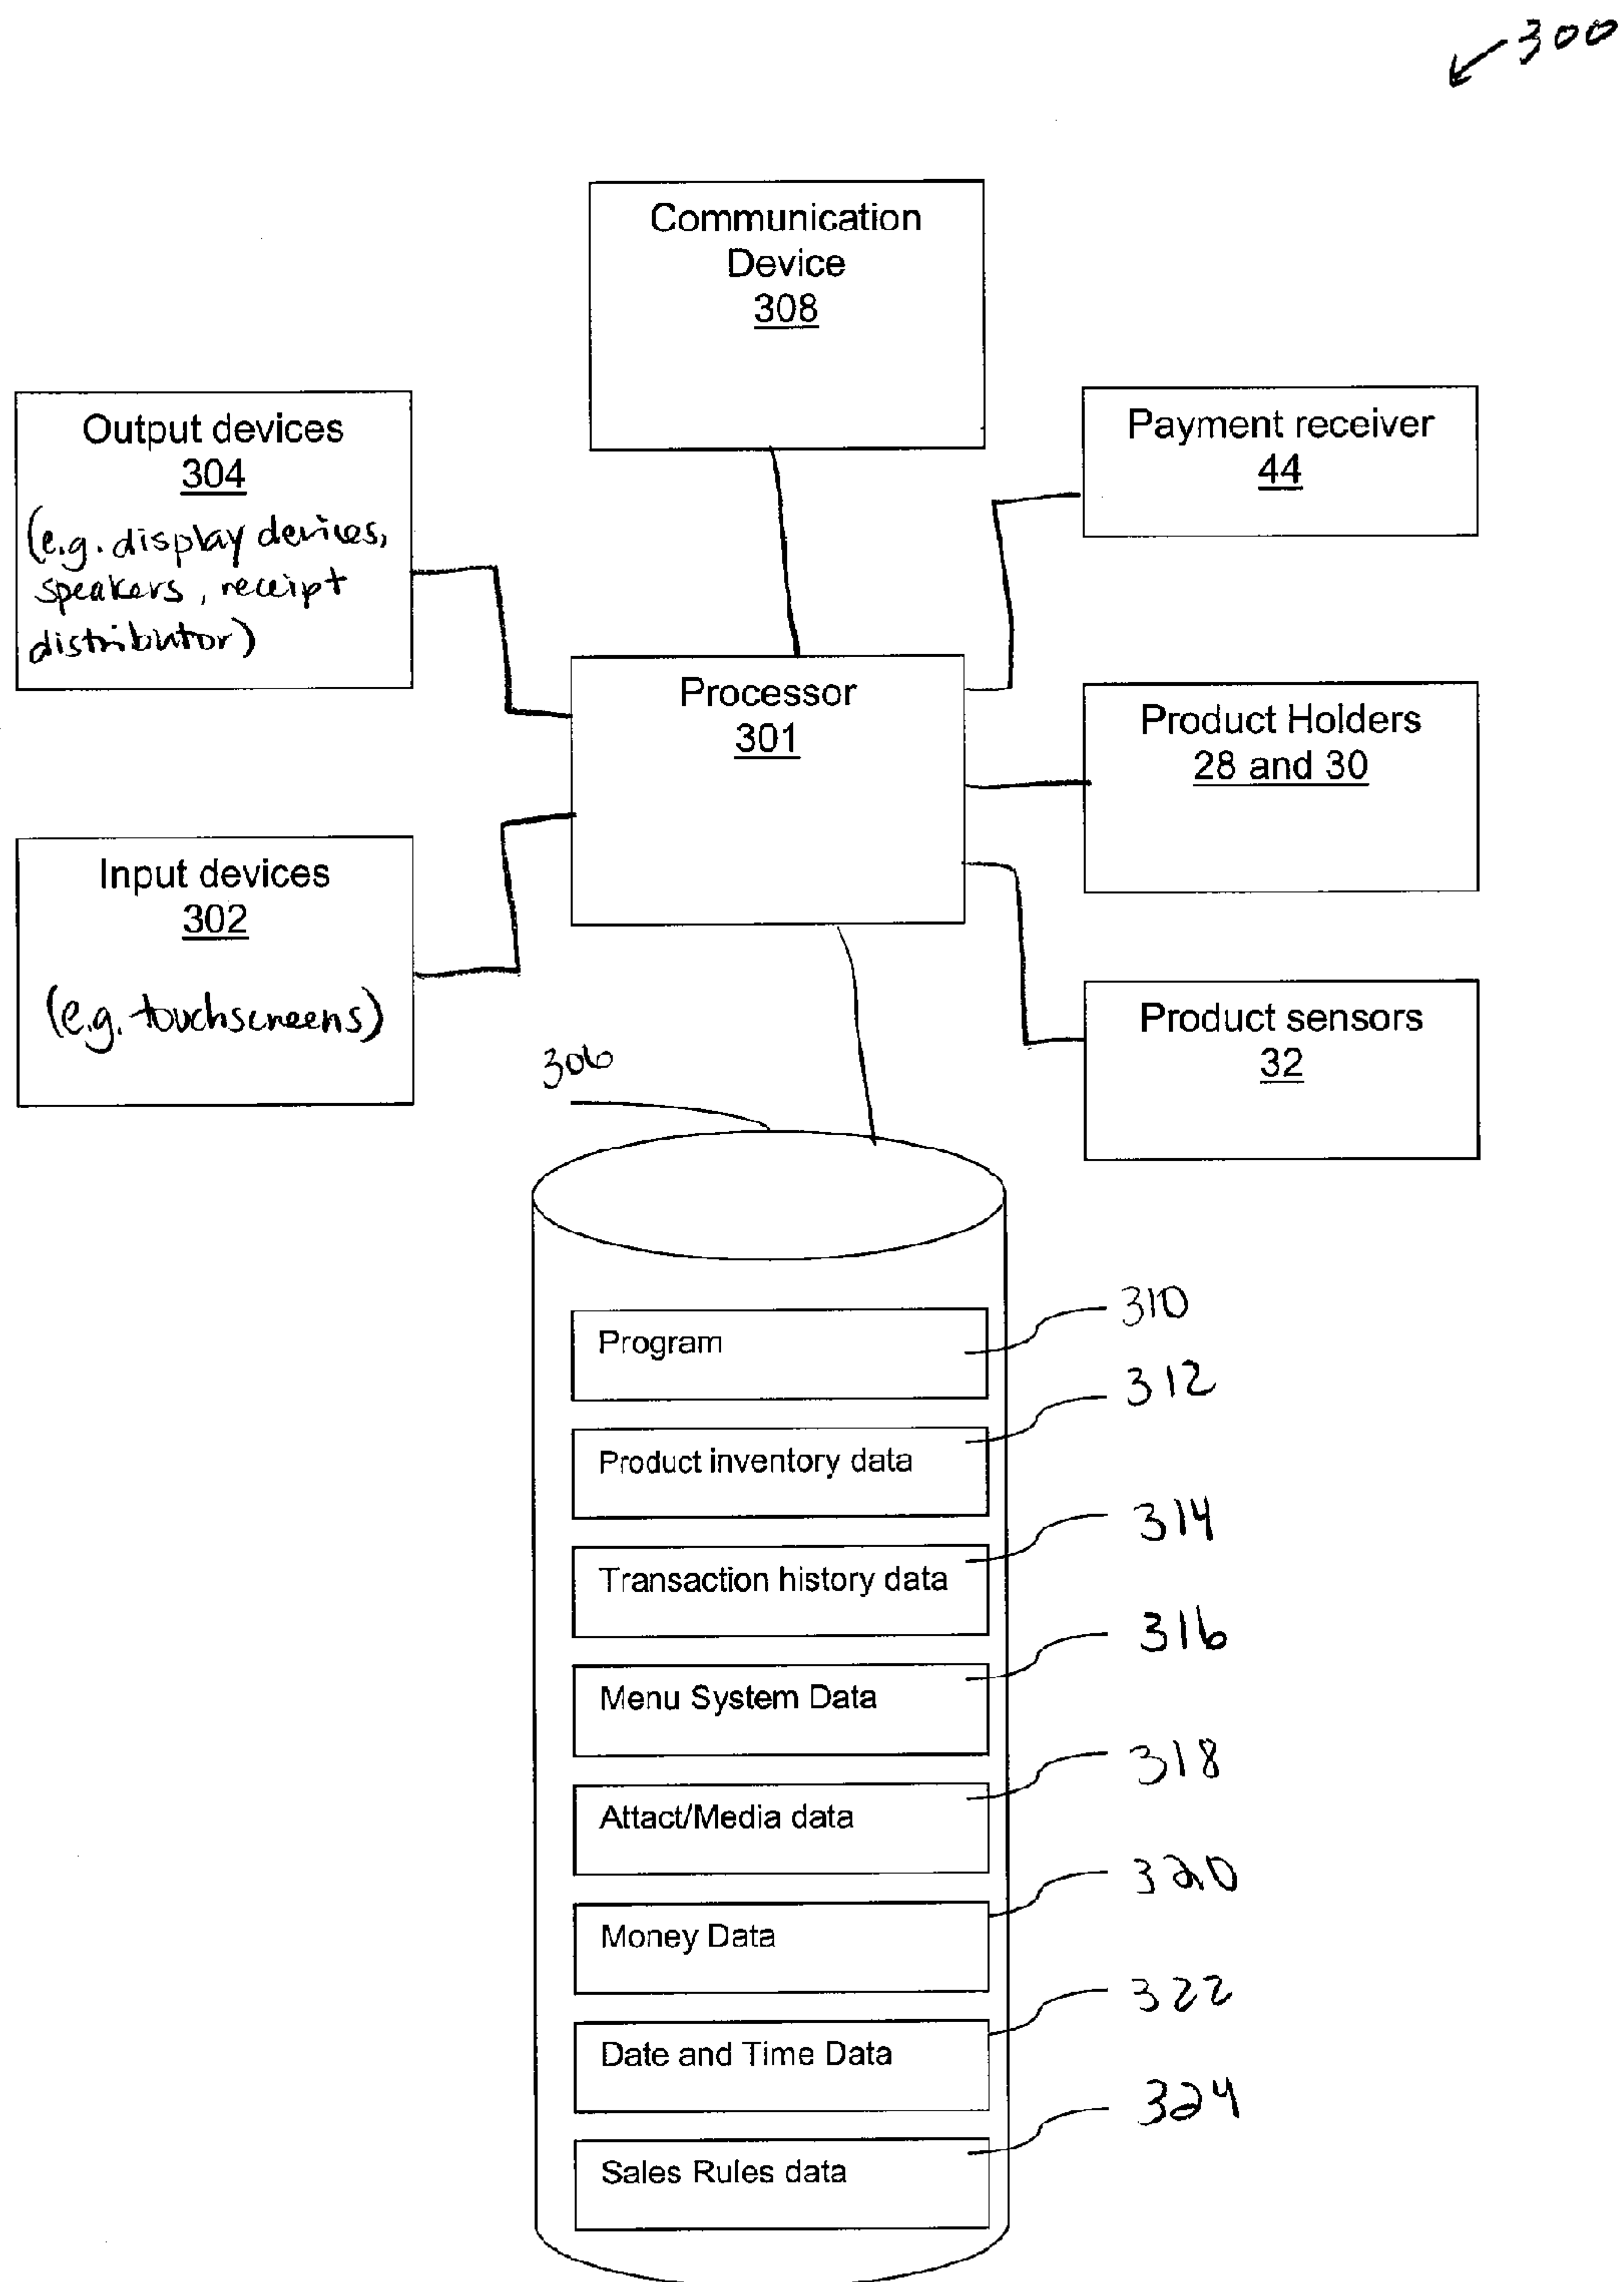 300
Communication
Device
308
Output devices
304
(e.g. display devices,
speakers, receipt
distributor)
Payment receiver
44
Processor
301
Product Holders
28 and 30
Input devices
302
(e.g. touchscreens)
Product sensors
32
306
Program
310
Product inventory data
312
Transaction history data
314
Menu System Data
316
Attact/Media data
318
Money Data
320
Date and Time Data
322
Sales Rules data
324